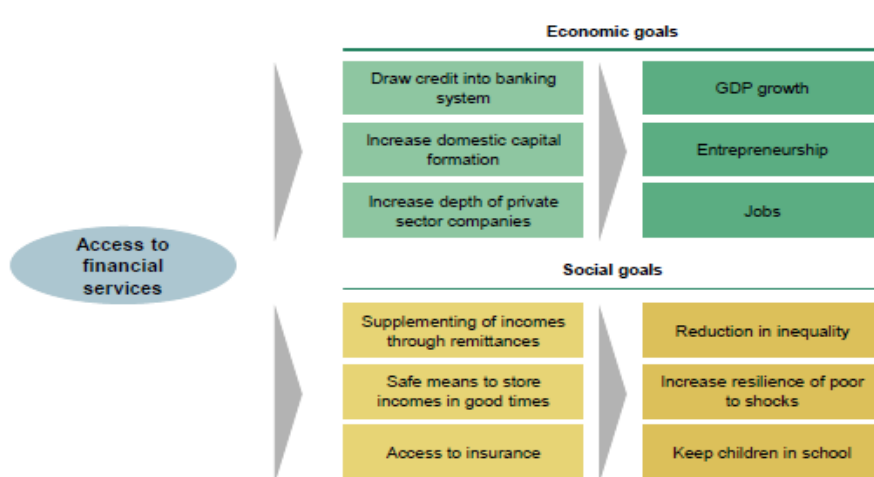 Economic goals
Draw credit into banking
system
GDP growth
Increase domestic capital
formation
Entrepreneurship
Increase depth of private
sector companies
Jobs
Access to
financial
services
Social goals
Supplementing of incomes
through remittances
Reduction in inequality
Safe means to store
incomes in good times
Increase resilience of poor
to shocks
Access to insurance
Keep children in school